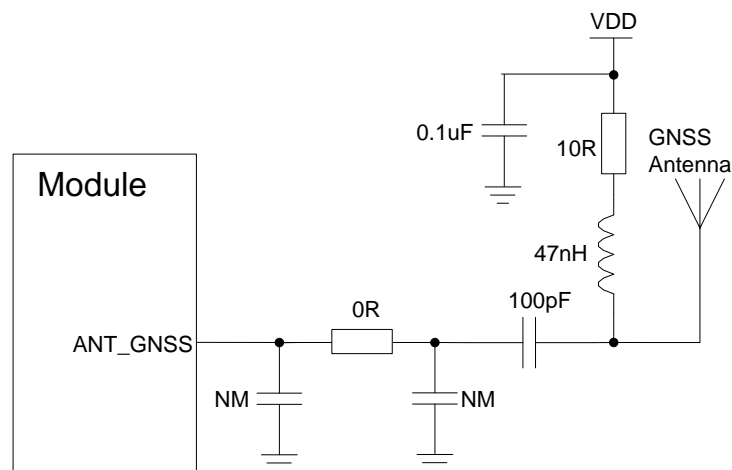 VDD
0.1uF
10R
GNSS
Antenna
Module
47nH
100pF
0R
ANT_GNSS
NM
NM